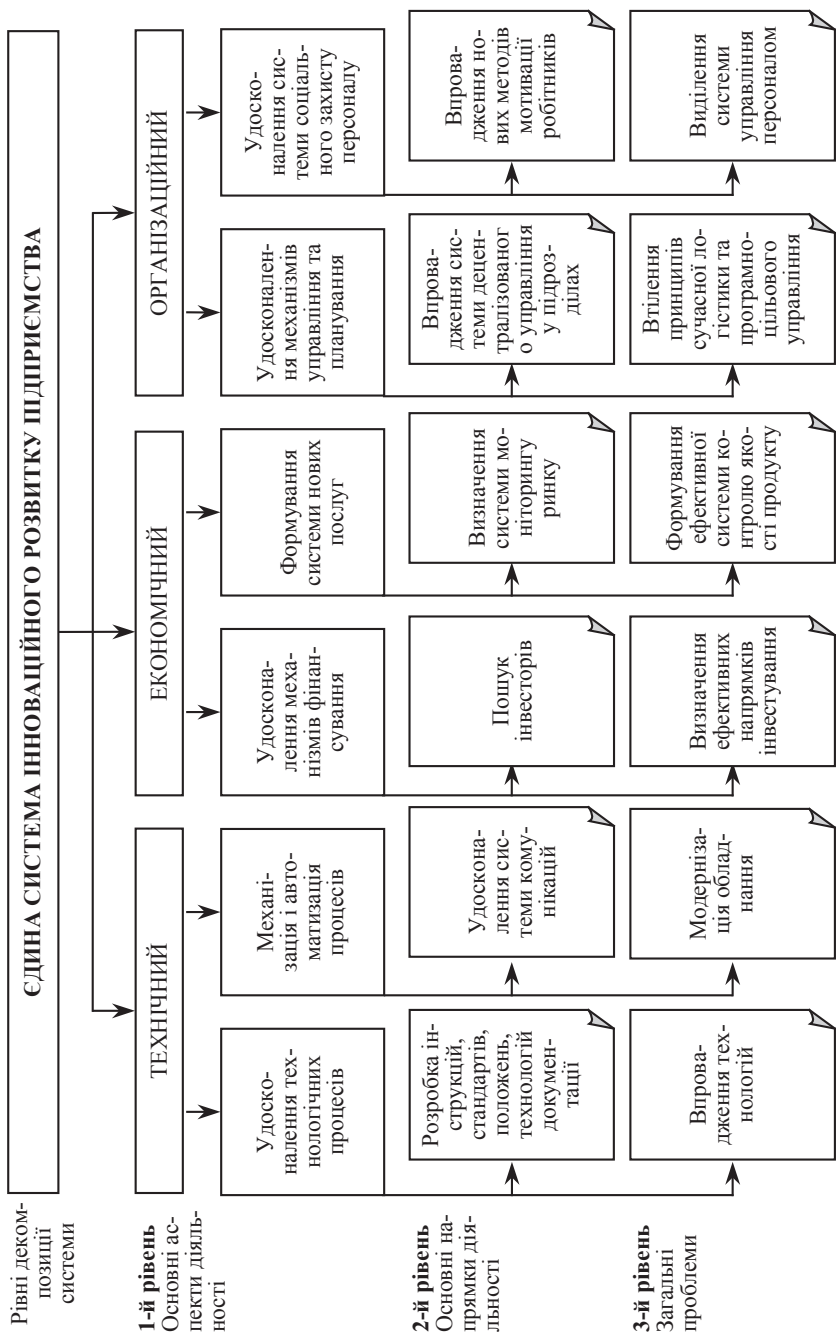 Рівні деком-
позиції
системи
ЄДИНА СИСТЕМА ІННОВАЦІЙНОГО РОЗВИТКУ ПІДПРИЄМСТВА
1-й рівень
Основні ас-
пекти діяль-
ності
ТЕХНІЧНИЙ
ЕКОНОМІЧНИЙ
ОРГАНІЗАЦІЙНИЙ
Удоско-
налення тех-
нологічних
процесів
Механі-
зація і авто-
матизація
процесів
Удоскона-
лення меха-
нізмів фінан-
сування
Формування
системи нових
послуг
Удосконален-
ня механізмів
управління та
планування
Удоско-
налення сис-
теми соціаль-
ного захисту
персоналу
2-й рівень
Основні на-
прямки дія-
льності
Розробка ін-
струкцій,
стандартів,
положень,
технологій
докумен-
тації
Удоскона-
лення сис-
теми кому-
нікацій
Пошук
інвесторів
Визначення
системи мо-
ніторингу
ринку
Впрова-
дження сис-
теми децен-
тралізованог
о управління
у підроз-
ділах
Впрова-
дження но-
вих методів
мотивації
робітників
3-й рівень
Загальні
проблеми
Впрова-
дження тех-
нологій
Модерніза-
ція облад-
нання
Визначення
ефективних
напрямків
інвестування
Формування
ефективної
системи ко-
нтролю яко-
сті продукту
Втілення
принципів
сучасної ло-
гістики та
програмно-
цільового
управління
Виділення
системи
управління
персоналом